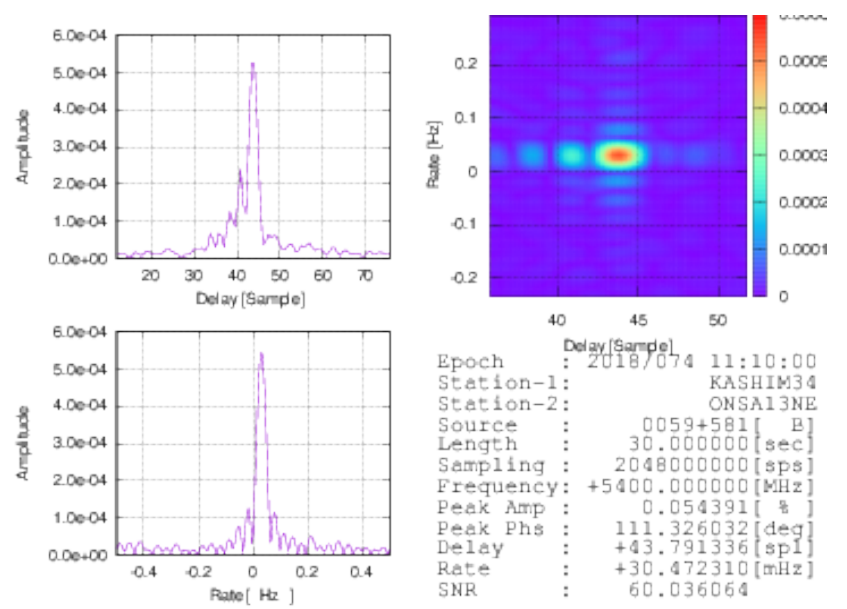 6.0e-04
5.0e-04
4.0e-04
3.0e-04
2.0e-04
1.0e-04
0.0e+00
Amplitude
20 30 40 50 60 70
Delay [Sample]
6.0e-04
5.0e-04
4.0e-04
3.0e-04
2.0e-04
1.0e-04
0.0e+00
Amplitude
-0.4 -0.2 0 0.2 0.4
Rate [ Hz ]
0.2
0.1
0
-0.1
-0.2
Rate [Hz]
40 45 50
Delay [Sample]
0.0005
0.0004
0.0003
0.0002
0.0001
0
Epoch : 2018/074 11:10:00
Station-1: KASHIM34
Station-2: ONSA13NE
Source : 0059+581[ B]
Length : 30.000000[sec]
Sampling : 2048000000[sps]
Frequency: +5400.000000[MHz]
Peak Amp : 0.054391[ % ]
Peak Phs : 111.326032[deg]
Delay : +43.791336[spl]
Rate : +30.472310[mHz]
SNR : 60.036064